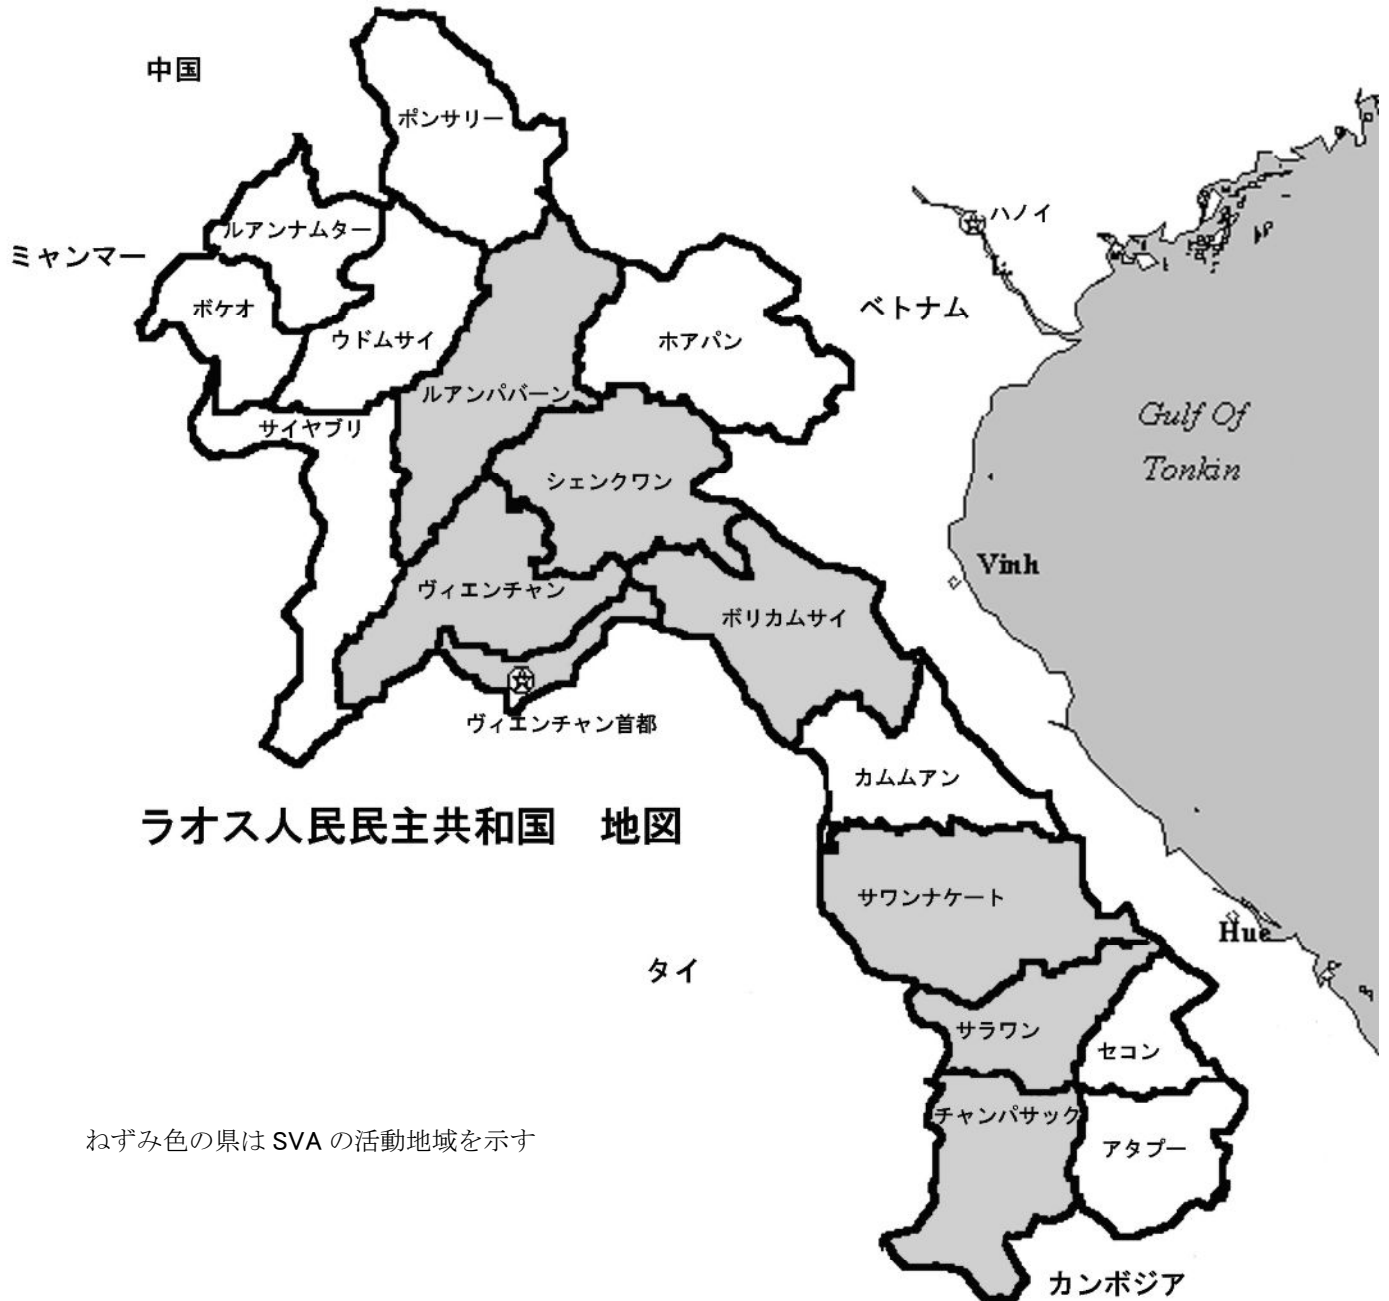 中国
ポンサリー
ハノイ
ルアンナムター
ミャンマー
ボケオ
ベトナム
ウドムサイ
ホアパン
ルアンパバーン
Gulf Of
Tonkin
サイヤブリ
シェンクワン
Vinh
ヴィエンチャン
ボリカムサイ
ヴィエンチャン首都
カムムアン
ラオス人民民主共和国　地図
サワンナケート
Hue
タイ
サラワン
セコン
チャンパサック
ねずみ色の県は SVA の活動地域を示す
アタプー
カンボジア